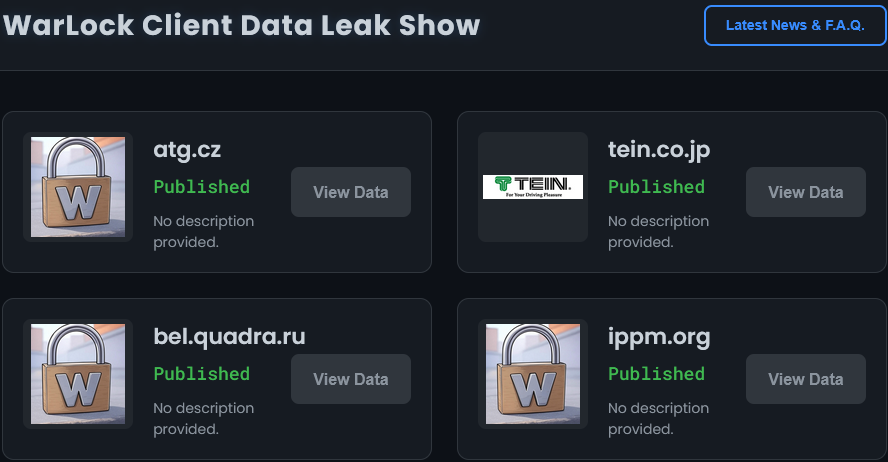 WarLock Client Data Leak Show
Latest News & F.A.Q.
W
atg.cz
Published
No description
provided.
View Data
TEIN.
For Your Driving Pleasure
tein.co.jp
Published
No description
provided.
View Data
W
bel.quadra.ru
Published
No description
provided.
View Data
W
ippm.org
Published
No description
provided.
View Data